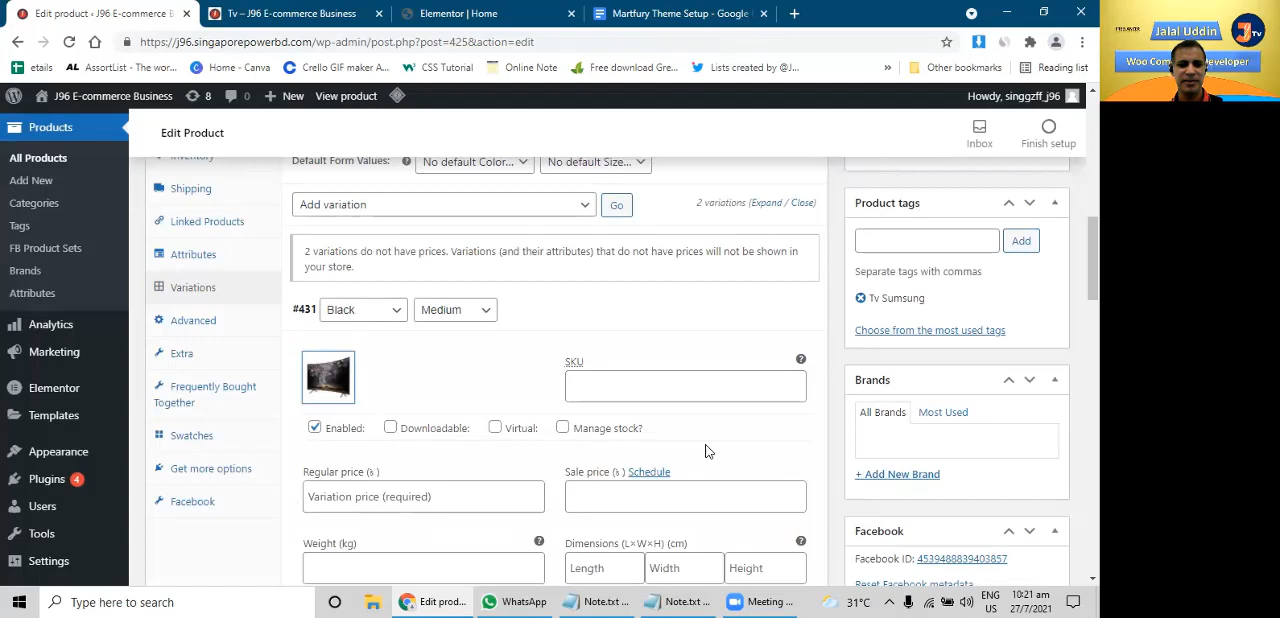 Edit product ‹ J96 E-commerce B
Tv – J96 E-commerce Business
Elementor | Home
Martfury Theme Setup - Google
https://j96.singaporepowerbd.com/wp-admin/post.php?post=425&action=edit
etails
AL AssortList - The wor...
Home - Canva
Crello GIF maker A...
CSS Tutorial
Online Note
Free download Gre...
Lists created by @J...
»
Other bookmarks
Reading list
J96 E-commerce Business
8
0
New
View product
Howdy, singgzff_j96
Products
All Products
Add New
Categories
Tags
FB Product Sets
Brands
Attributes
Analytics
Marketing
Elementor
Templates
Appearance
Plugins 4
Users
Tools
Settings
Edit Product
Inbox
Finish setup
Inventory
Shipping
Linked Products
Attributes
Variations
Advanced
Extra
Frequently Bought
Together
Swatches
Get more options
Facebook
Default Form Values:
No default Color...
No default Size...
Add variation
Go
2 variations (Expand / Close)
2 variations do not have prices. Variations (and their attributes) that do not have prices will not be shown in
your store.
#431
Black
Medium
SKU
Enabled:
Downloadable:
Virtual:
Manage stock?
Regular price (৳ )
Sale price (৳ ) Schedule
Variation price (required)
Weight (kg)
Dimensions (L×W×H) (cm)
Length
Width
Height
Product tags
Add
Separate tags with commas
Tv Sumsung
Choose from the most used tags
Brands
All Brands
Most Used
+ Add New Brand
Facebook
Facebook ID: 4539488839403857
Reset Facebook metadata
Type here to search
Edit prod...
WhatsApp
Note.txt ...
Note.txt ...
Meeting ...
31°C
ENG
US
10:21 am
27/7/2021
FREELANCER
Jalal Uddin
Tv
Woo Com
Developer